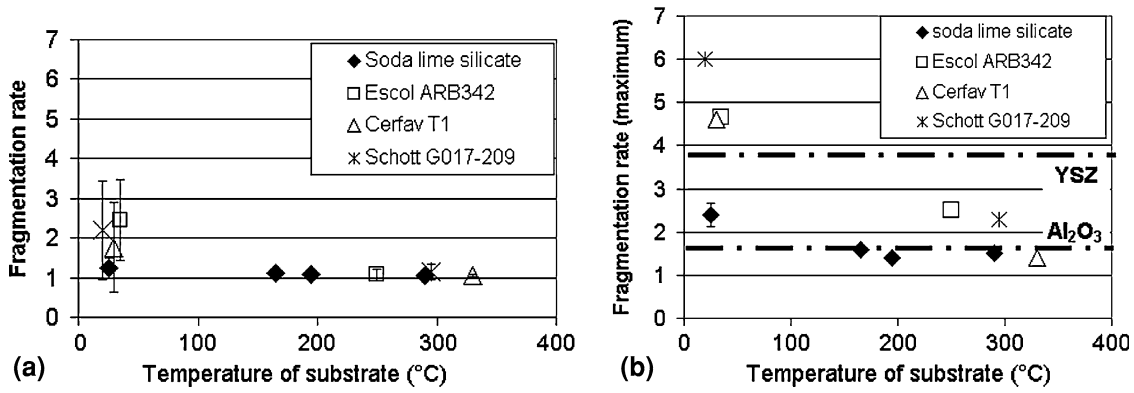 7
6
5
4
3
2
1
0
Fragmentation rate
Soda lime silicate
Escol ARB342
Cerfav T1
Schott G017-209
0 100 200 300 400
(a)
Temperature of substrate (°C)
7
6
5
4
3
2
1
0
Fragmentation rate (maximum)
soda lime silicate
Escol ARB342
Cerfav T1
Schott G017-209
YSZ
Al₂O₃
0 100 200 300 400
(b)
Temperature of substrate (°C)